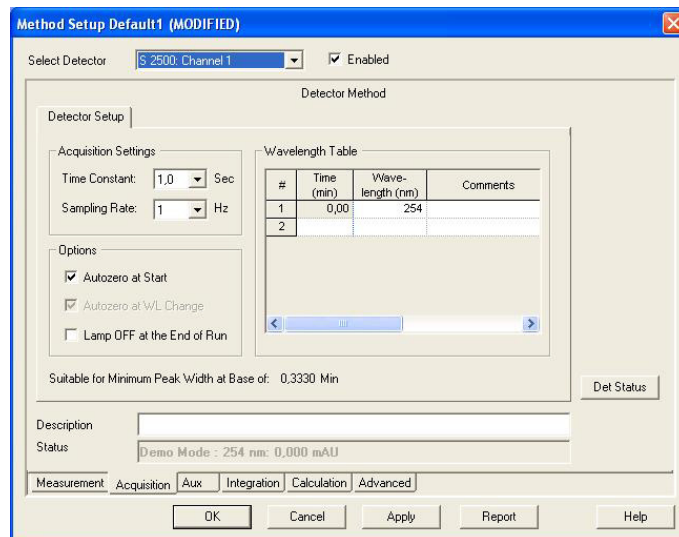 Method Setup Default1 (MODIFIED)
Select Detector S 2500: Channel 1 Enabled
Detector Method
Detector Setup
Acquisition Settings
Time Constant: 1,0 Sec
Sampling Rate: 1 Hz
Options
Autozero at Start
Autozero at WL Change
Lamp OFF at the End of Run
Wavelength Table
# Time (min) Wave-length (nm) Comments
1 0,00 254
2
Suitable for Minimum Peak Width at Base of: 0,3330 Min
Det Status
Description
Status Demo Mode : 254 nm: 0,000 mAU
Measurement Acquisition Aux Integration Calculation Advanced
OK Cancel Apply Report Help